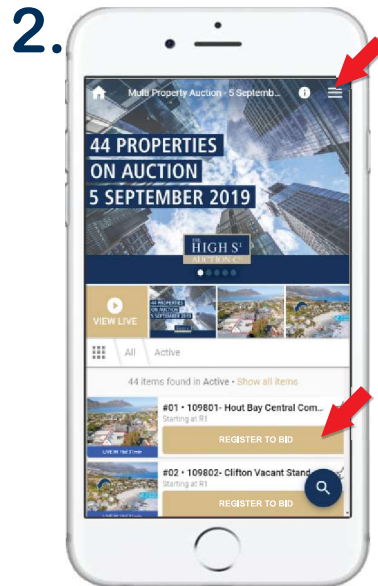 2.
Multi Property Auction - 5 Septemb...
44 PROPERTIES
ON AUCTION
5 SEPTEMBER 2019
THE
HIGH ST
AUCTION CO
VIEW LIVE
44 PROPERTIES
ON AUCTION
5 SEPTEMBER 2019
All Active
44 items found in Active • Show all items
#01 • 109801- Hout Bay Central Com...
Starting at R1
REGISTER TO BID
#02 • 109802- Clifton Vacant Stand
Starting at R1
REGISTER TO BID